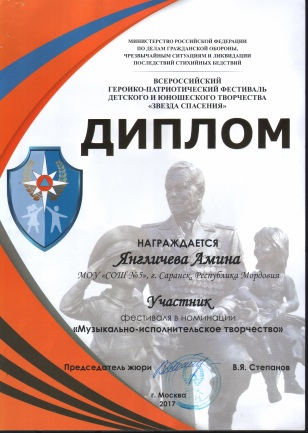 МИНИСТЕРСТВО РОССИЙСКОЙ ФЕДЕРАЦИИ
ПО ДЕЛАМ ГРАЖДАНСКОЙ ОБОРОНЫ,
ЧРЕЗВЫЧАЙНЫМ СИТУАЦИЯМ И ЛИКВИДАЦИИ
ПОСЛЕДСТВИЙ СТИХИЙНЫХ БЕДСТВИЙ
ВСЕРОССИЙСКИЙ
ГЕРОИКО-ПАТРИОТИЧЕСКИЙ ФЕСТИВАЛЬ
ДЕТСКОГО И ЮНОШЕСКОГО ТВОРЧЕСТВА
«ЗВЕЗДА СПАСЕНИЯ»
ДИПЛОМ
НАГРАЖДАЕТСЯ
Янгличева Амина
МОУ «СОШ №5», г. Саранск, Республика Мордовия
Участник
фестиваля в номинации
«Музыкально-исполнительское творчество»
Председатель жюри В.Я. Степанов
г. Москва
2017